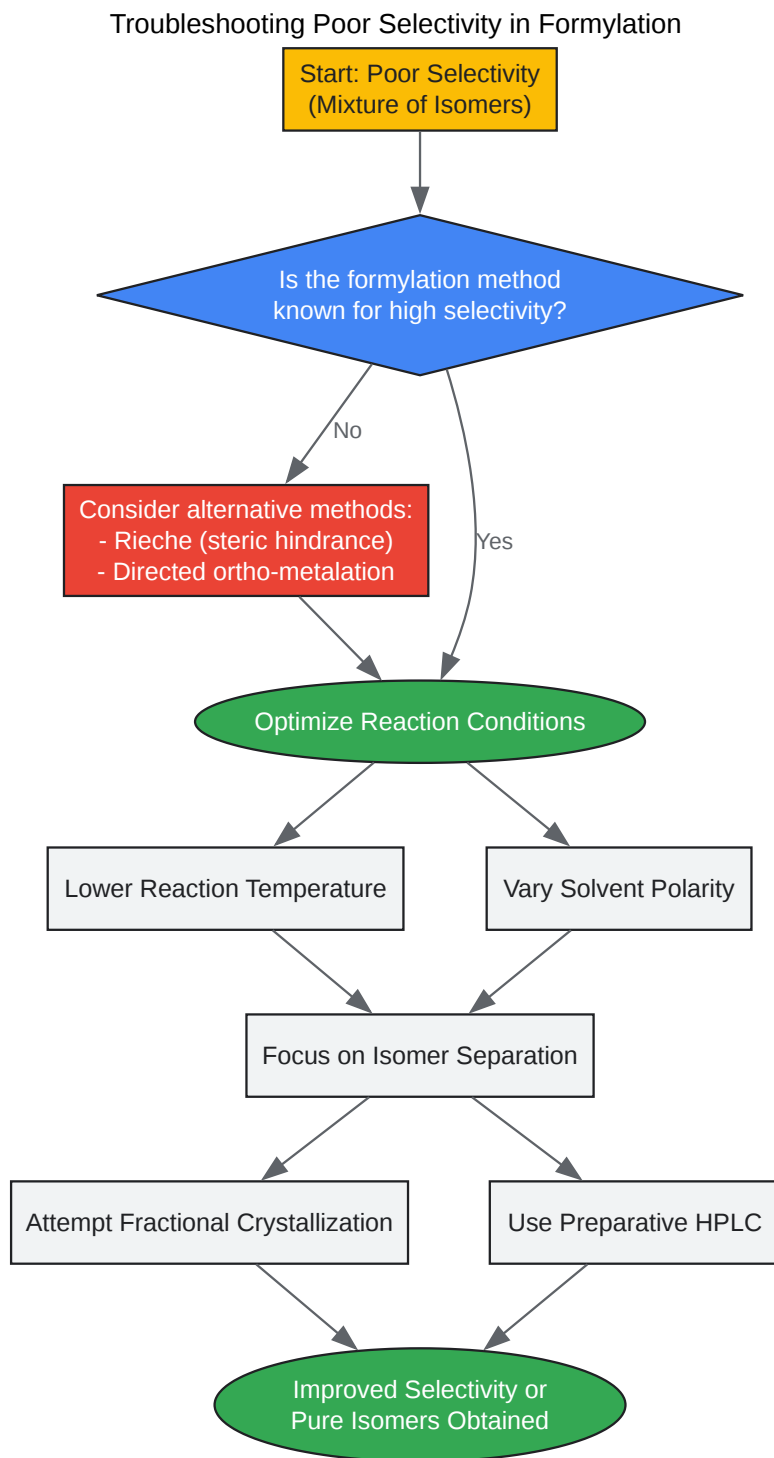 Troubleshooting Poor Selectivity in Formylation
Start: Poor Selectivity
(Mixture of Isomers)
Is the formylation method
known for high selectivity?
No
Yes
Consider alternative methods:
- Rieche (steric hindrance)
- Directed ortho-metalation
Optimize Reaction Conditions
Lower Reaction Temperature
Vary Solvent Polarity
Focus on Isomer Separation
Attempt Fractional Crystallization
Use Preparative HPLC
Improved Selectivity or
Pure Isomers Obtained